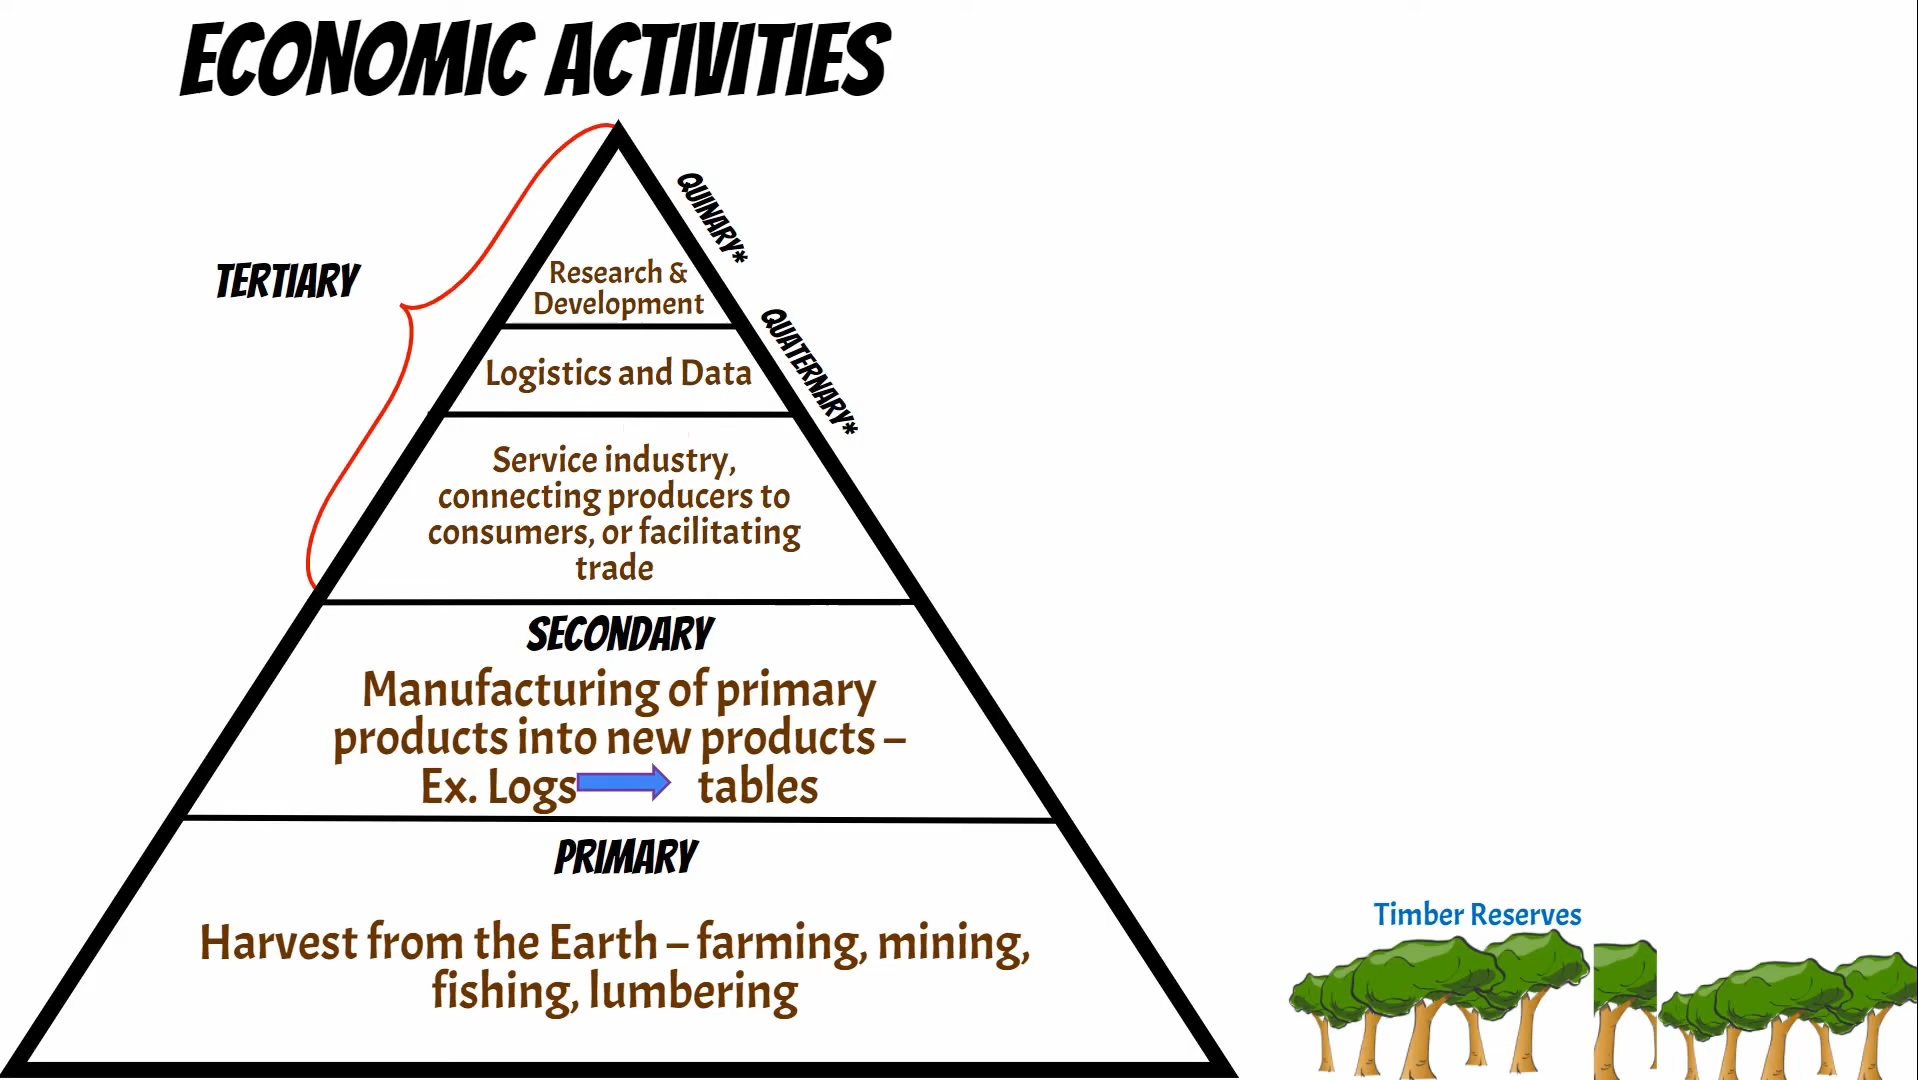 ECONOMIC ACTIVITIES
QUINARY*
TERTIARY
Research &
Development
QUATERNARY*
Logistics and Data
Service industry,
connecting producers to
consumers, or facilitating
trade
SECONDARY
Manufacturing of primary
products into new products –
Ex. Logs tables
PRIMARY
Harvest from the Earth – farming, mining,
fishing, lumbering
Timber Reserves